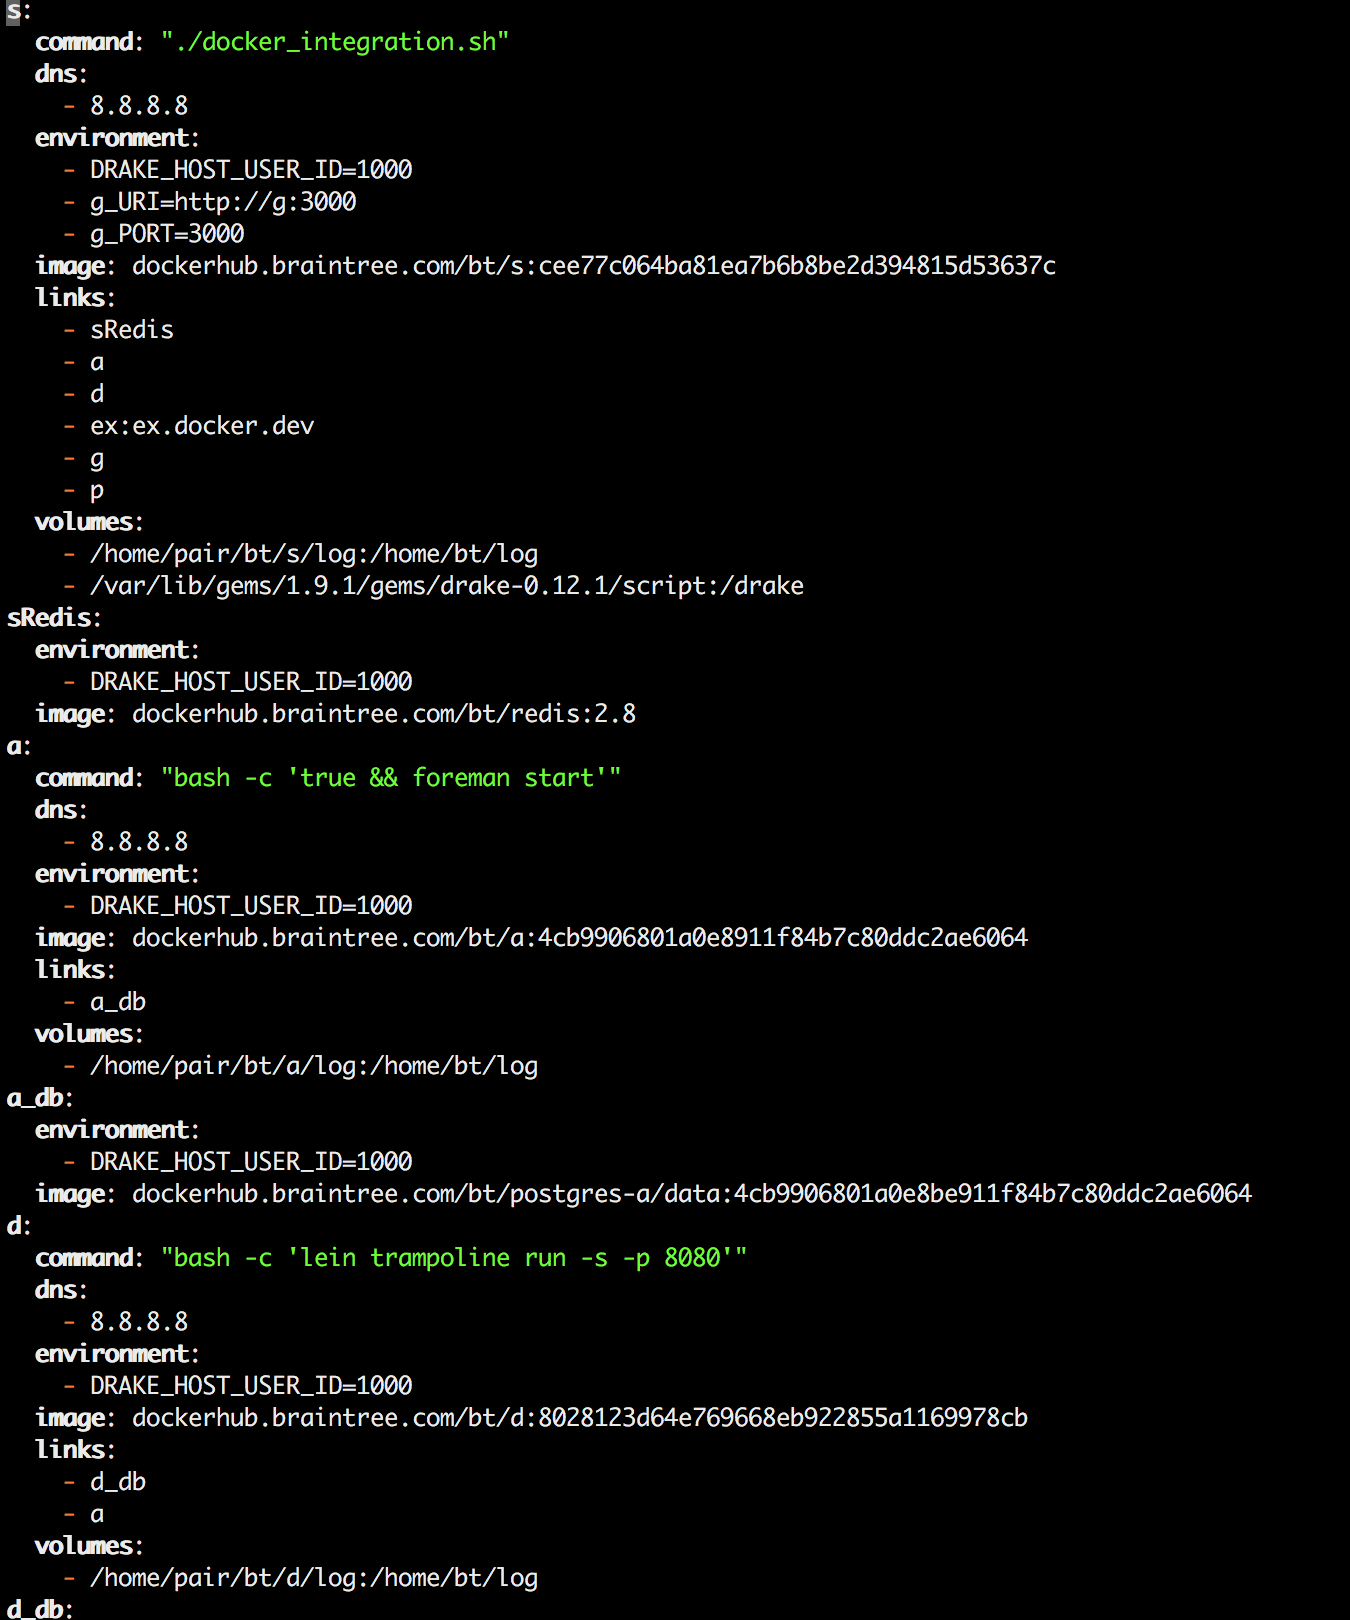 s:
  command: "./docker_integration.sh"
  dns:
    - 8.8.8.8
  environment:
    - DRAKE_HOST_USER_ID=1000
    - g_URI=http://g:3000
    - g_PORT=3000
  image: dockerhub.braintree.com/bt/s:cee77c064ba81ea7b6b8be2d394815d53637c
  links:
    - sRedis
    - a
    - d
    - ex:ex.docker.dev
    - g
    - p
  volumes:
    - /home/pair/bt/s/log:/home/bt/log
    - /var/lib/gems/1.9.1/gems/drake-0.12.1/script:/drake
sRedis:
  environment:
    - DRAKE_HOST_USER_ID=1000
  image: dockerhub.braintree.com/bt/redis:2.8
a:
  command: "bash -c 'true && foreman start'"
  dns:
    - 8.8.8.8
  environment:
    - DRAKE_HOST_USER_ID=1000
  image: dockerhub.braintree.com/bt/a:4cb9906801a0e8911f84b7c80ddc2ae6064
  links:
    - a_db
  volumes:
    - /home/pair/bt/a/log:/home/bt/log
a_db:
  environment:
    - DRAKE_HOST_USER_ID=1000
  image: dockerhub.braintree.com/bt/postgres-a/data:4cb9906801a0e8be911f84b7c80ddc2ae6064
d:
  command: "bash -c 'lein trampoline run -s -p 8080'"
  dns:
    - 8.8.8.8
  environment:
    - DRAKE_HOST_USER_ID=1000
  image: dockerhub.braintree.com/bt/d:8028123d64e769668eb922855a1169978cb
  links:
    - d_db
    - a
  volumes:
    - /home/pair/bt/d/log:/home/bt/log
d_db: